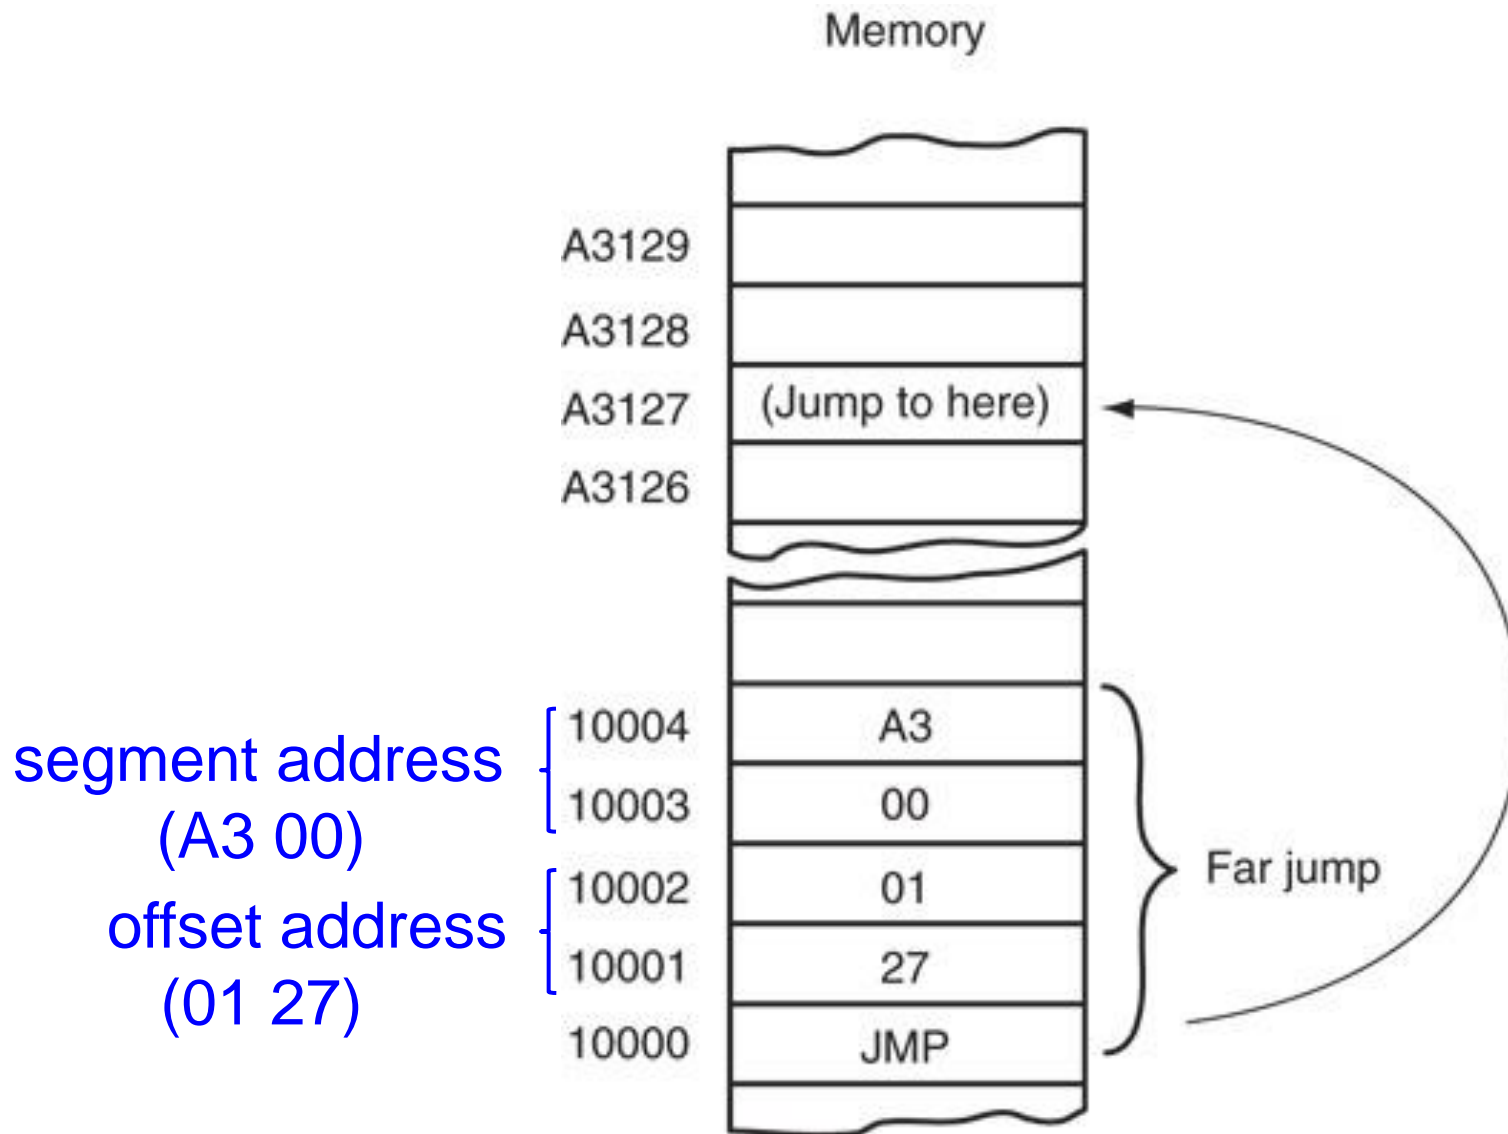 Memory
A3129
A3128
A3127 (Jump to here)
A3126
10004 A3
segment address
(A3 00)
10003 00
10002 01
Far jump
offset address
(01 27)
10001 27
10000 JMP